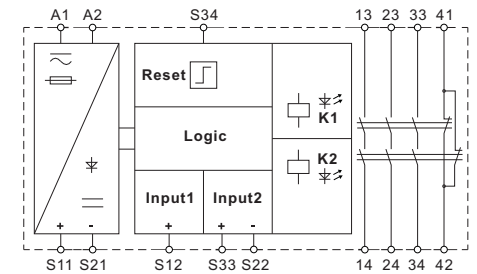 A1 A2 S34 13 23 33 41
Reset
K1
Logic
K2
Input1 Input2
+ - + + -
S11 S21 S12 S33 S22 14 24 34 42